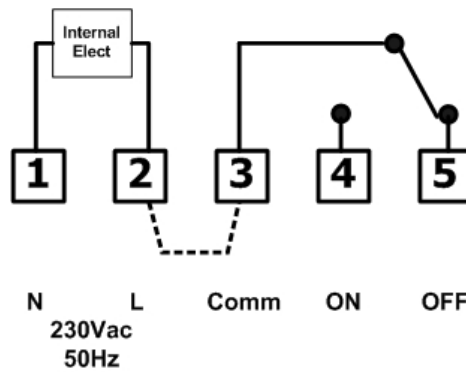 Internal
Elect
1 2 3 4 5
N L Comm ON OFF
230Vac
50Hz